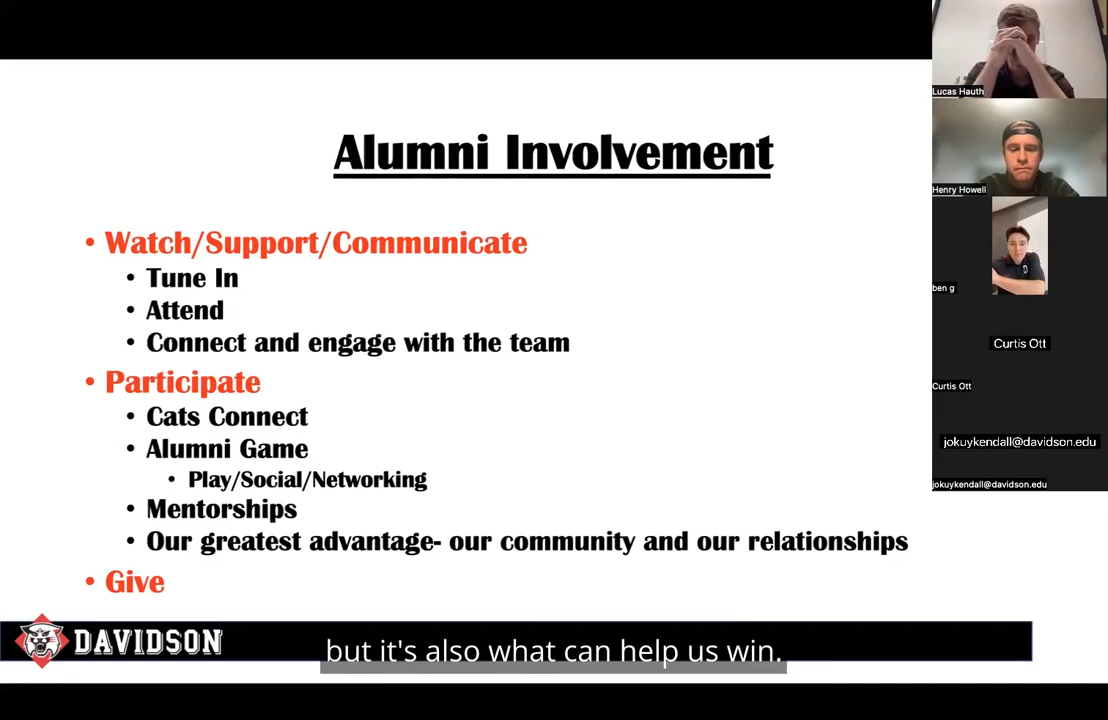 Alumni Involvement
• Watch/Support/Communicate
• Tune In
• Attend
• Connect and engage with the team
• Participate
• Cats Connect
• Alumni Game
• Play/Social/Networking
• Mentorships
• Our greatest advantage- our community and our relationships
• Give
DAVIDSON
but it's also what can help us win.
Lucas Hauth
Henry Howell
ben g
Curtis Ott
Curtis Ott
jokuykendall@davidson.edu
jokuykendall@davidson.edu